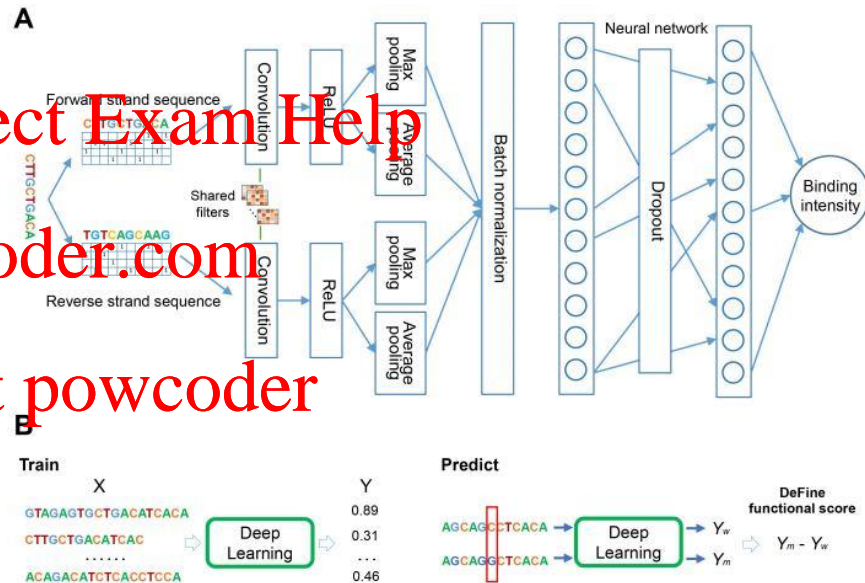 A
Neural network
Forward strand sequence
C TGCTGACA
CTTGCTGACA
Convolution
ReLU
Max pooling
Average pooling
Batch normalization
Dropout
Binding intensity
ect Exam Help
Shared filters
TGTCAGCAAG
oder.com
Reverse strand sequence
Convolution
ReLU
Max pooling
Average pooling
t powcoder
B
Train
X
Y
GTAGAGTGCTGACATCACA
0.89
CTTGCTGACATCAC
0.31
......
...
ACAGACATCTCACCTCCA
0.46
Deep Learning
Predict
AGCAGCCTCACA
AGCAGGCTCACA
Deep Learning
Yw
Ym
DeFine functional score
Ym - Yw